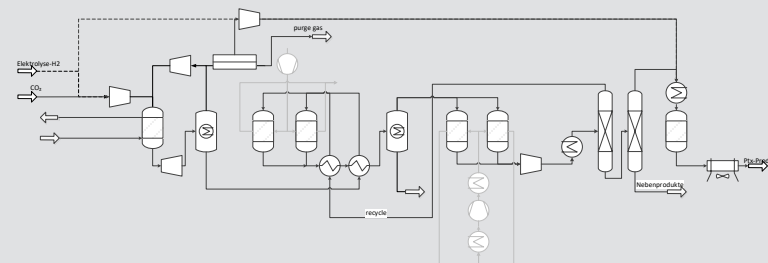 purge gas
Elektrolyse-H2
CO₂
Ptx-Prod
Nebenprodukte
recycle